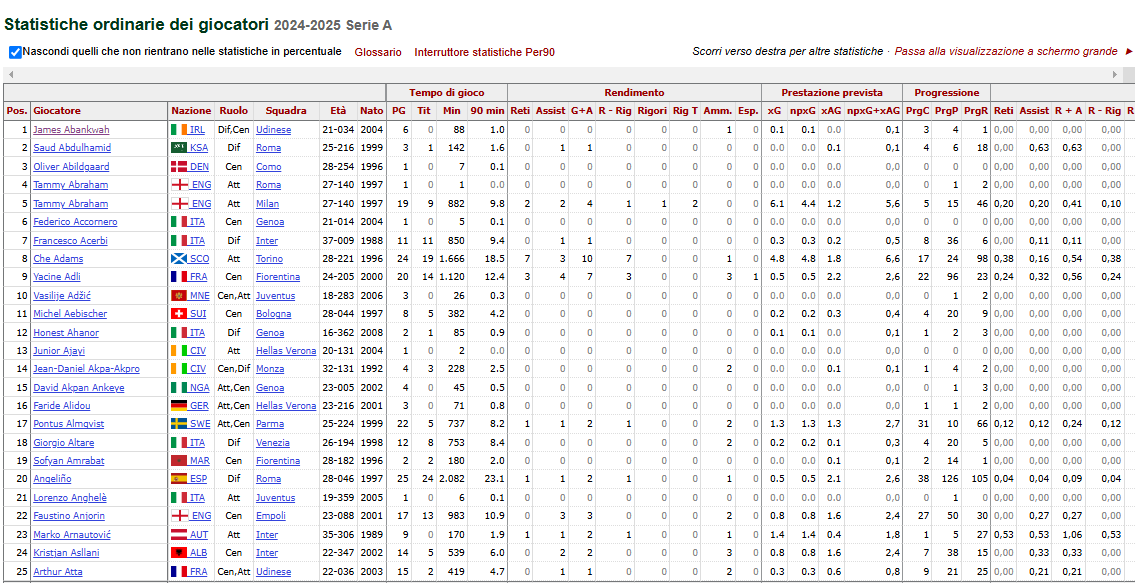 Statistiche ordinarie dei giocatori 2024-2025 Serie A
Nascondi quelli che non rientrano nelle statistiche in percentuale Glossario Interruttore statistiche Per90 Scorri verso destra per altre statistiche · Passa alla visualizzazione a schermo grande ►
Tempo di gioco Rendimento Prestazione prevista Progressione
Pos. Giocatore Nazione Ruolo Squadra Età Nato PG Tit Min 90 min Reti Assist G+A R - Rig Rigori Rig T Amm. Esp. xG npxG xAG npxG+xAG PrgC PrgP PrgR Reti Assist R + A R - Rig R
1 James Abankwah IRL Dif,Cen Udinese 21-034 2004 6 0 88 1.0 0 0 0 0 0 0 1 0 0.1 0.1 0.0 0,1 3 4 1 0,00 0,00 0,00 0,00
2 Saud Abdulhamid KSA Dif Roma 25-216 1999 3 1 142 1.6 0 1 1 0 0 0 0 0 0.0 0.0 0.1 0,1 4 6 18 0,00 0,63 0,63 0,00
3 Oliver Abildgaard DEN Cen Como 28-254 1996 1 0 7 0.1 0 0 0 0 0 0 0 0 0.0 0.0 0.0 0,0 0 0 0 0,00 0,00 0,00 0,00
4 Tammy Abraham ENG Att Roma 27-140 1997 1 0 1 0.0 0 0 0 0 0 0 0 0 0.0 0.0 0.0 0,0 0 1 2 0,00 0,00 0,00 0,00
5 Tammy Abraham ENG Att Milan 27-140 1997 19 9 882 9.8 2 2 4 1 1 2 0 0 6.1 4.4 1.2 5,6 5 15 46 0,20 0,20 0,41 0,10
6 Federico Accornero ITA Cen Genoa 21-014 2004 1 0 5 0.1 0 0 0 0 0 0 0 0 0.0 0.0 0.0 0,0 0 0 0 0,00 0,00 0,00 0,00
7 Francesco Acerbi ITA Dif Inter 37-009 1988 11 11 850 9.4 0 1 1 0 0 0 0 0 0.3 0.3 0.2 0,5 8 36 6 0,00 0,11 0,11 0,00
8 Che Adams SCO Att Torino 28-221 1996 24 19 1.666 18.5 7 3 10 7 0 0 1 0 4.8 4.8 1.8 6,6 17 24 98 0,38 0,16 0,54 0,38
9 Yacine Adli FRA Cen Fiorentina 24-205 2000 20 14 1.120 12.4 3 4 7 3 0 0 3 1 0.5 0.5 2.2 2,6 22 96 23 0,24 0,32 0,56 0,24
10 Vasilije Adžić MNE Cen,Att Juventus 18-283 2006 3 0 26 0.3 0 0 0 0 0 0 0 0 0.0 0.0 0.0 0,0 0 1 2 0,00 0,00 0,00 0,00
11 Michel Aebischer SUI Cen Bologna 28-044 1997 8 5 382 4.2 0 0 0 0 0 0 0 0 0.2 0.2 0.3 0,4 4 20 9 0,00 0,00 0,00 0,00
12 Honest Ahanor ITA Dif Genoa 16-362 2008 2 1 85 0.9 0 0 0 0 0 0 0 0 0.1 0.1 0.0 0,1 1 2 3 0,00 0,00 0,00 0,00
13 Junior Ajayi CIV Att Hellas Verona 20-131 2004 1 0 2 0.0 0 0 0 0 0 0 0 0 0.0 0.0 0.0 0,0 0 0 0 0,00 0,00 0,00 0,00
14 Jean-Daniel Akpa-Akpro CIV Cen,Dif Monza 32-131 1992 4 3 228 2.5 0 0 0 0 0 0 2 0 0.0 0.0 0.1 0,1 1 4 2 0,00 0,00 0,00 0,00
15 David Akpan Ankeye NGA Att,Cen Genoa 23-005 2002 4 0 45 0.5 0 0 0 0 0 0 0 0 0.0 0.0 0.0 0,0 0 1 3 0,00 0,00 0,00 0,00
16 Faride Alidou GER Att,Cen Hellas Verona 23-216 2001 3 0 71 0.8 0 0 0 0 0 0 0 0 0.0 0.0 0.0 0,0 1 1 2 0,00 0,00 0,00 0,00
17 Pontus Almqvist SWE Att,Cen Parma 25-224 1999 22 5 737 8.2 1 1 2 1 0 0 2 0 1.3 1.3 1.3 2,7 31 10 66 0,12 0,12 0,24 0,12
18 Giorgio Altare ITA Dif Venezia 26-194 1998 12 8 753 8.4 0 0 0 0 0 0 2 0 0.2 0.2 0.1 0,3 4 20 5 0,00 0,00 0,00 0,00
19 Sofyan Amrabat MAR Cen Fiorentina 28-182 1996 2 2 180 2.0 0 0 0 0 0 0 0 0 0.0 0.0 0.1 0,1 2 14 1 0,00 0,00 0,00 0,00
20 Angeliño ESP Dif Roma 28-046 1997 25 24 2.082 23.1 1 1 2 1 0 0 1 0 0.5 0.5 2.1 2,6 38 126 105 0,04 0,04 0,09 0,04
21 Lorenzo Anghelè ITA Att Juventus 19-359 2005 1 0 6 0.1 0 0 0 0 0 0 0 0 0.0 0.0 0.0 0,0 0 1 0 0,00 0,00 0,00 0,00
22 Faustino Anjorin ENG Cen Empoli 23-088 2001 17 13 983 10.9 0 3 3 0 0 0 2 0 0.8 0.8 1.6 2,4 27 50 30 0,00 0,27 0,27 0,00
23 Marko Arnautović AUT Att Inter 35-306 1989 9 0 170 1.9 1 1 2 1 0 0 1 0 1.4 1.4 0.4 1,8 1 5 27 0,53 0,53 1,06 0,53
24 Kristjan Asllani ALB Cen Inter 22-347 2002 14 5 539 6.0 0 2 2 0 0 0 3 0 0.8 0.8 1.6 2,4 7 38 15 0,00 0,33 0,33 0,00
25 Arthur Atta FRA Cen,Att Udinese 22-036 2003 15 2 419 4.7 0 1 1 0 0 0 0 0 0.3 0.3 0.6 0,8 9 21 25 0,00 0,21 0,21 0,00